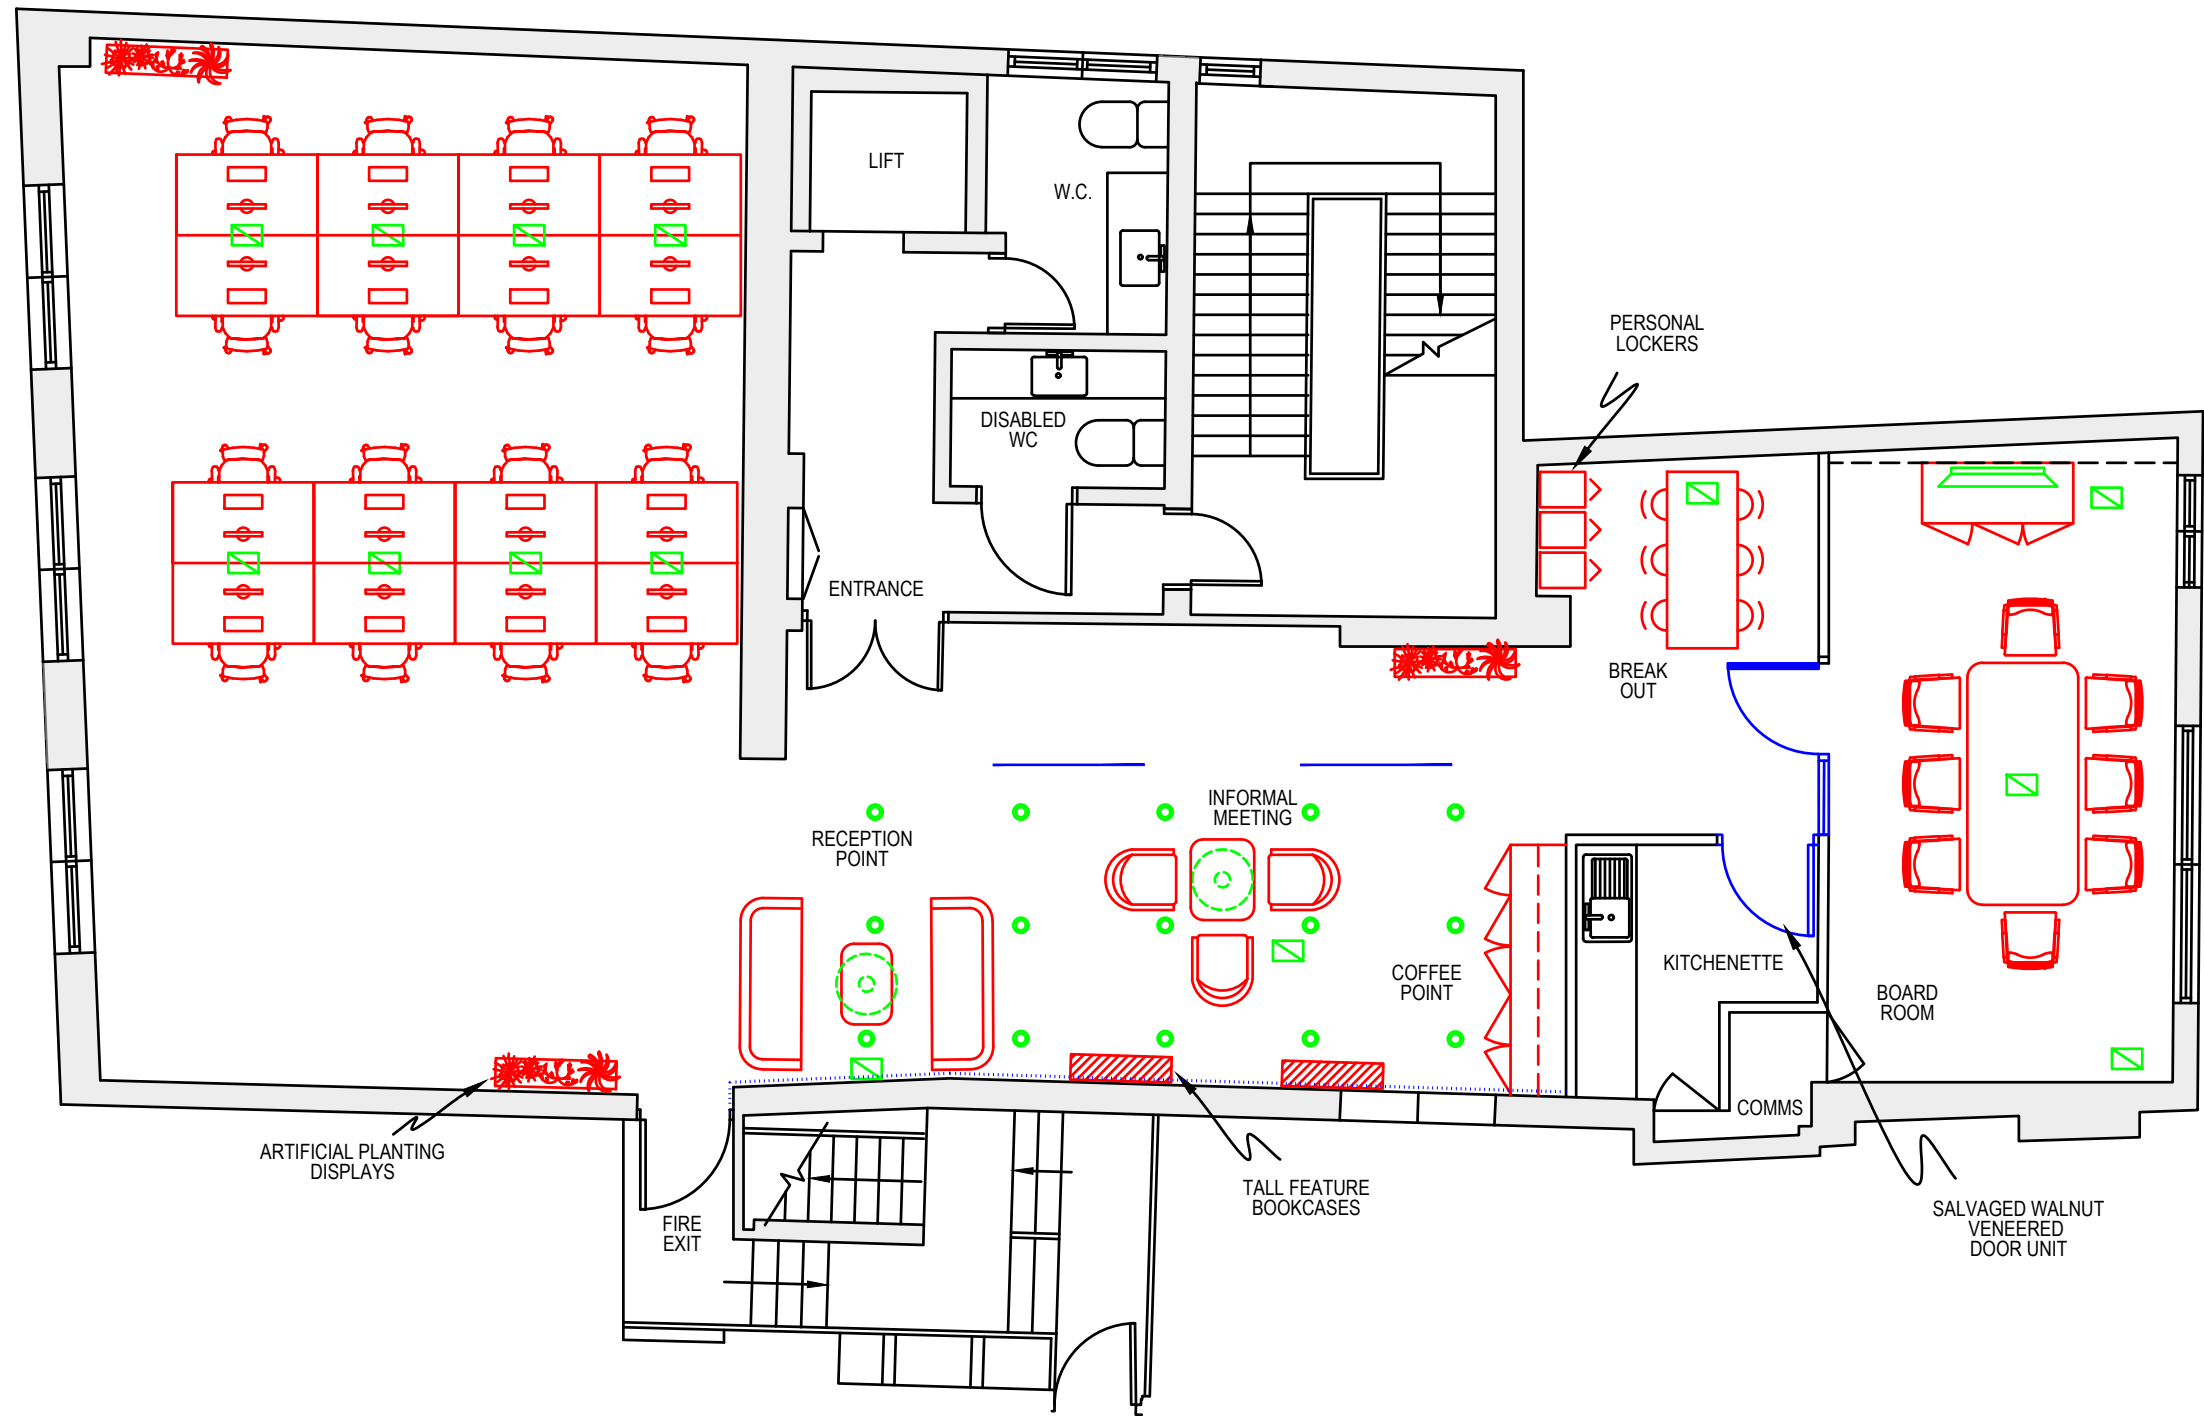 LIFT
W.C.
PERSONAL
LOCKERS
DISABLED
WC
ENTRANCE
BREAK
OUT
INFORMAL
MEETING
RECEPTION
POINT
COFFEE
POINT
KITCHENETTE
BOARD
ROOM
COMMS
ARTIFICIAL PLANTING
DISPLAYS
TALL FEATURE
BOOKCASES
FIRE
EXIT
SALVAGED WALNUT
VENEERED
DOOR UNIT